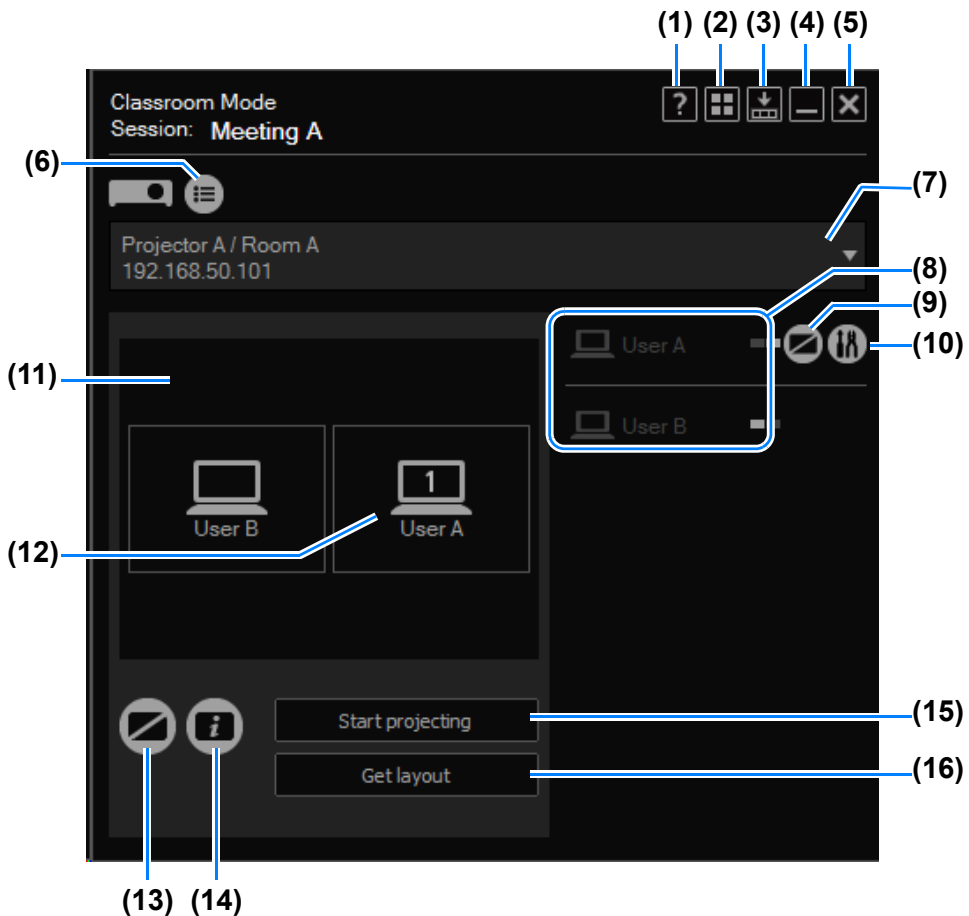 (1) (2) (3) (4) (5)
?
Classroom Mode
Session: Meeting A
(6)
(7)
Projector A / Room A
192.168.50.101
(8)
(9)
User A
(10)
(11)
User B
1
User B
User A
(12)
i
Start projecting
(15)
Get layout
(16)
(13) (14)